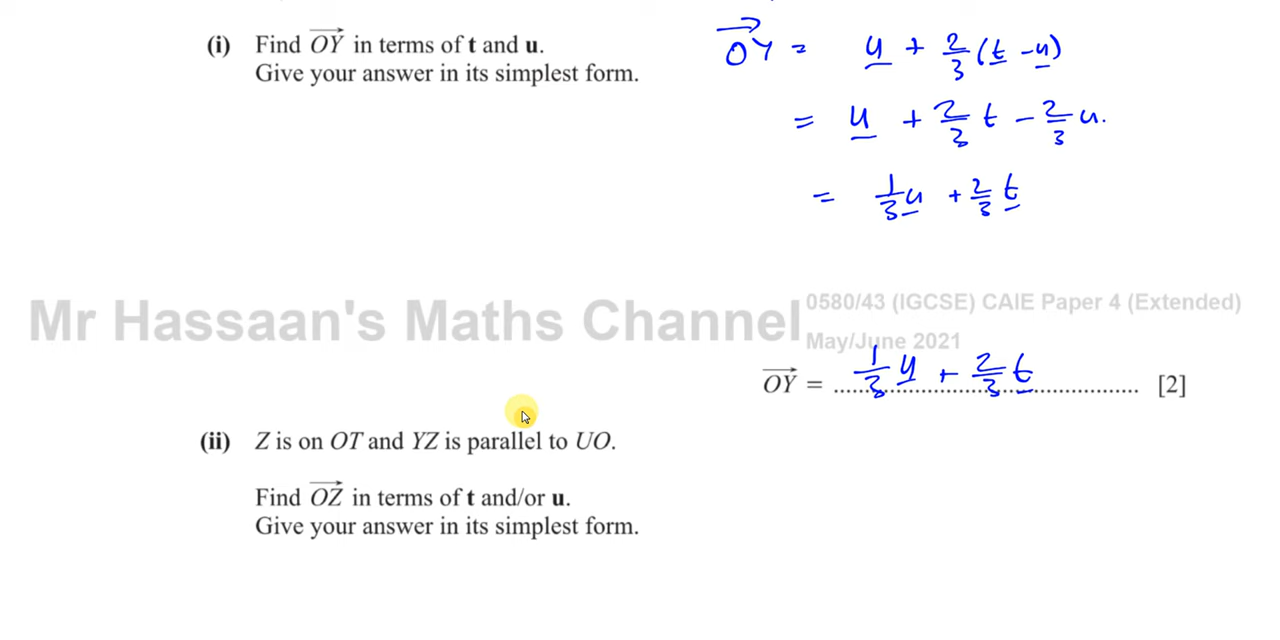 (i) Find OY in terms of t and u.
Give your answer in its simplest form.
OY = u + 2/3 (t - u)
= u + 2/3 t - 2/3 u.
= 1/3 u + 2/3 t
Mr Hassaan's Maths Channel
0580/43 (IGCSE) CAIE Paper 4 (Extended)
May/June 2021
OY = 1/3 u + 2/3 t [2]
(ii) Z is on OT and YZ is parallel to UO.
Find OZ in terms of t and/or u.
Give your answer in its simplest form.